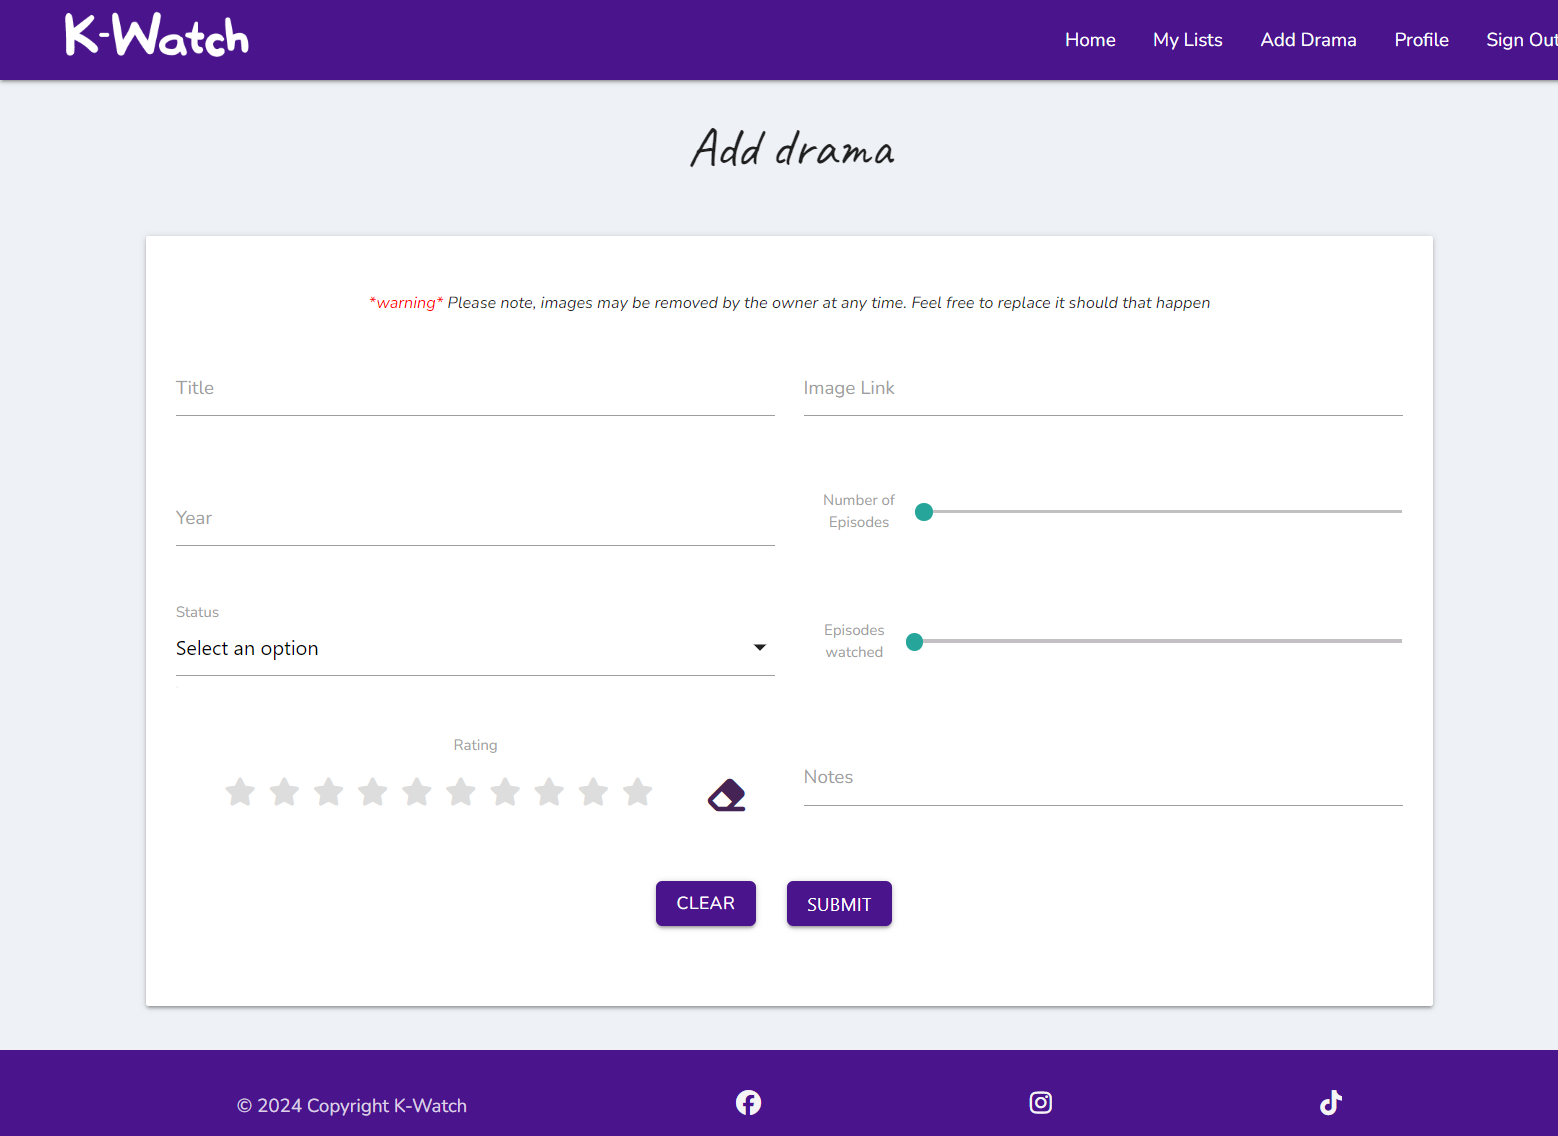 K-Watch
Home My Lists Add Drama Profile Sign Out
Add drama
*warning* Please note, images may be removed by the owner at any time. Feel free to replace it should that happen
Title
Image Link
Year
Number of
Episodes
Status
Select an option
Episodes
watched
Rating
Notes
CLEAR
SUBMIT
© 2024 Copyright K-Watch